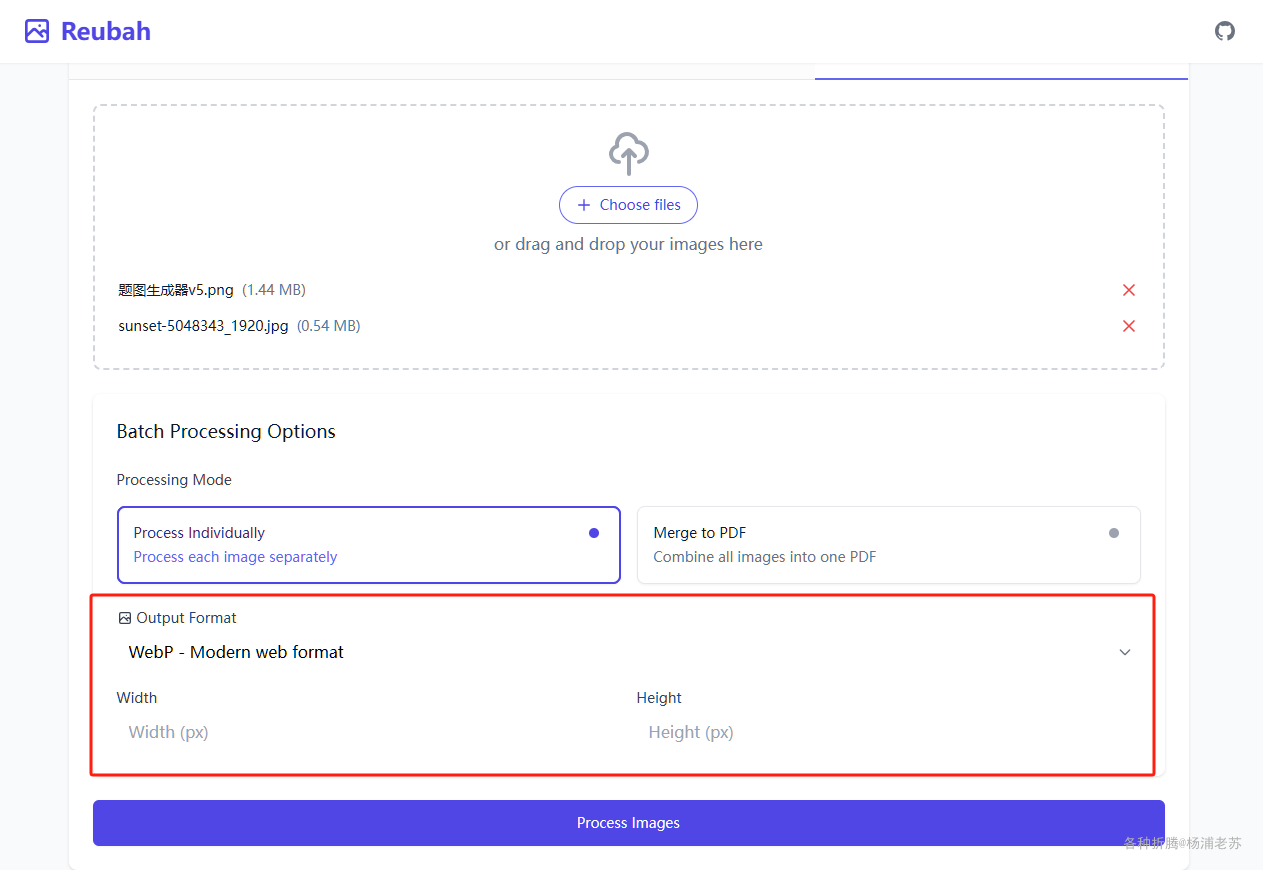 Reubah
Choose files
or drag and drop your images here
题图生成器v5.png (1.44 MB)
sunset-5048343_1920.jpg (0.54 MB)
Batch Processing Options
Processing Mode
Process Individually
Process each image separately
Merge to PDF
Combine all images into one PDF
Output Format
WebP - Modern web format
Width
Height
Width (px)
Height (px)
Process Images
各种折腾@杨浦老苏